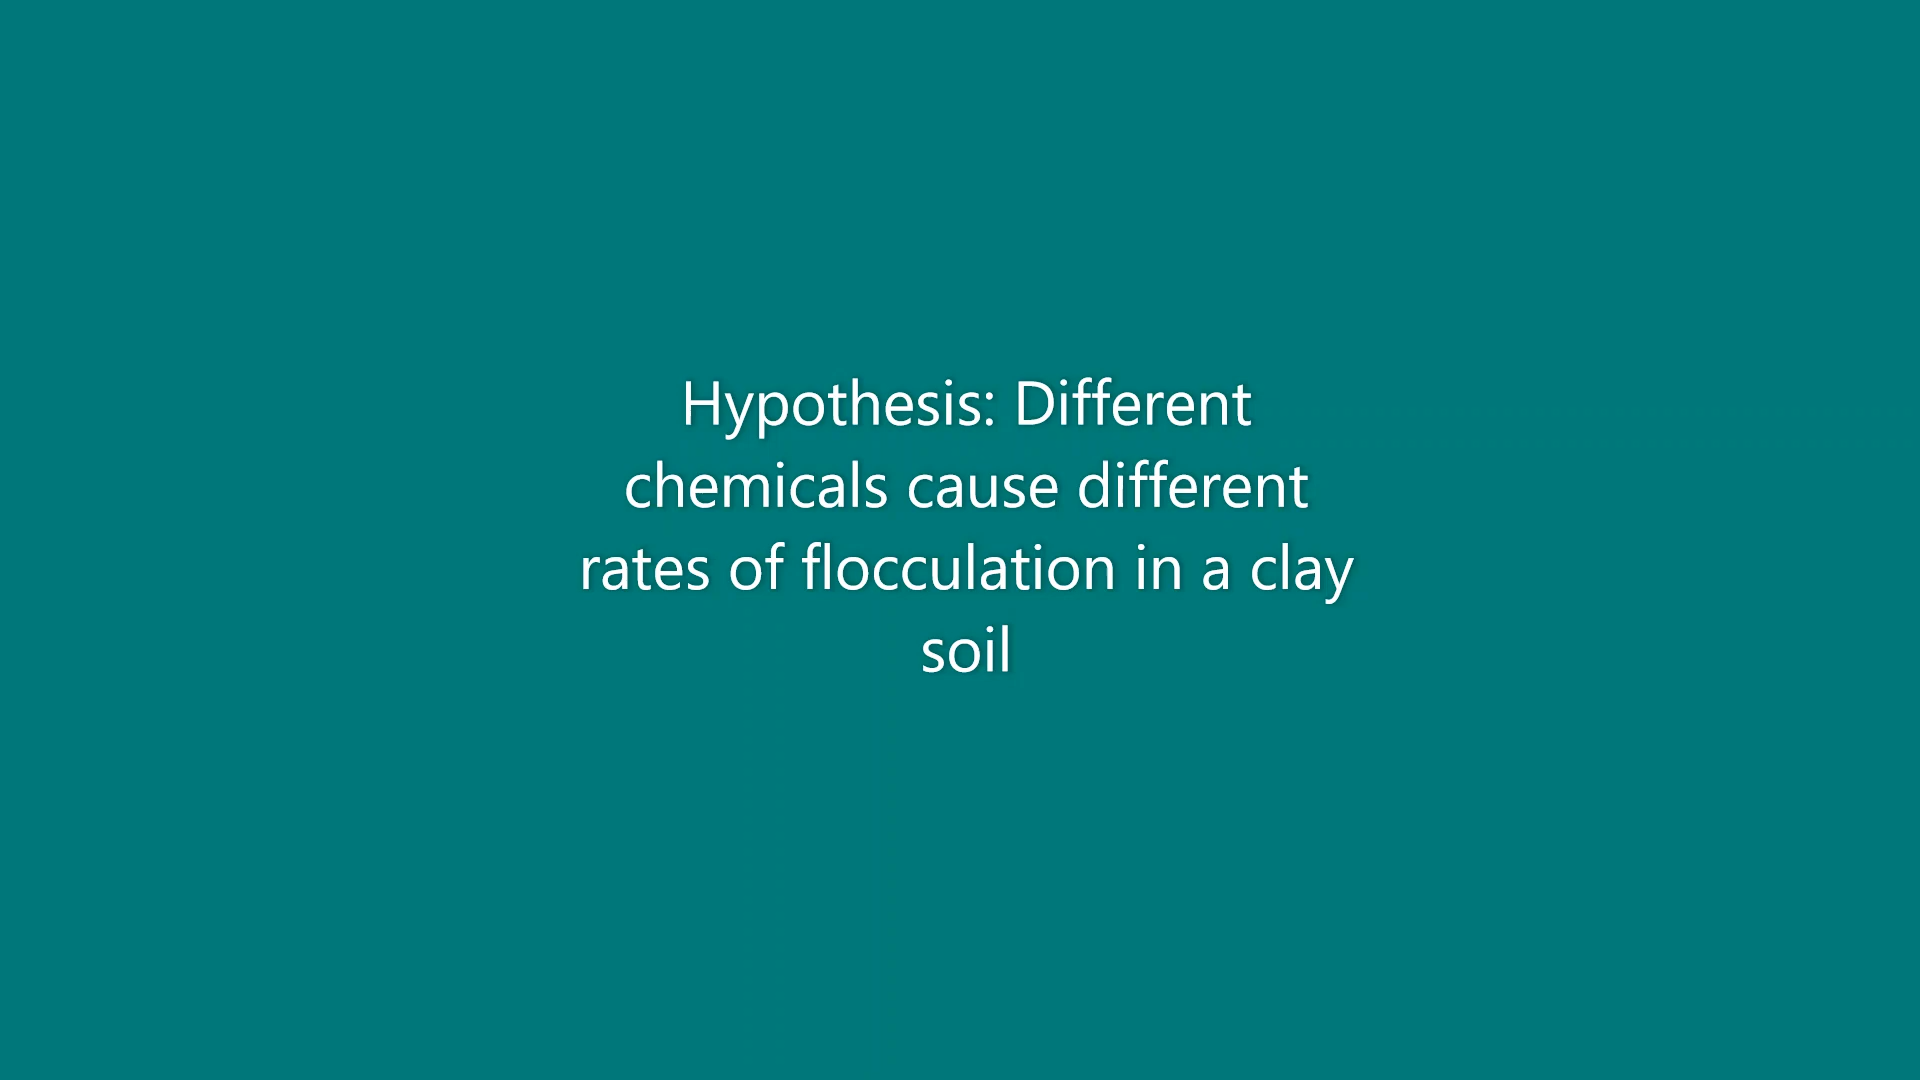 Hypothesis: Different
chemicals cause different
rates of flocculation in a clay
soil